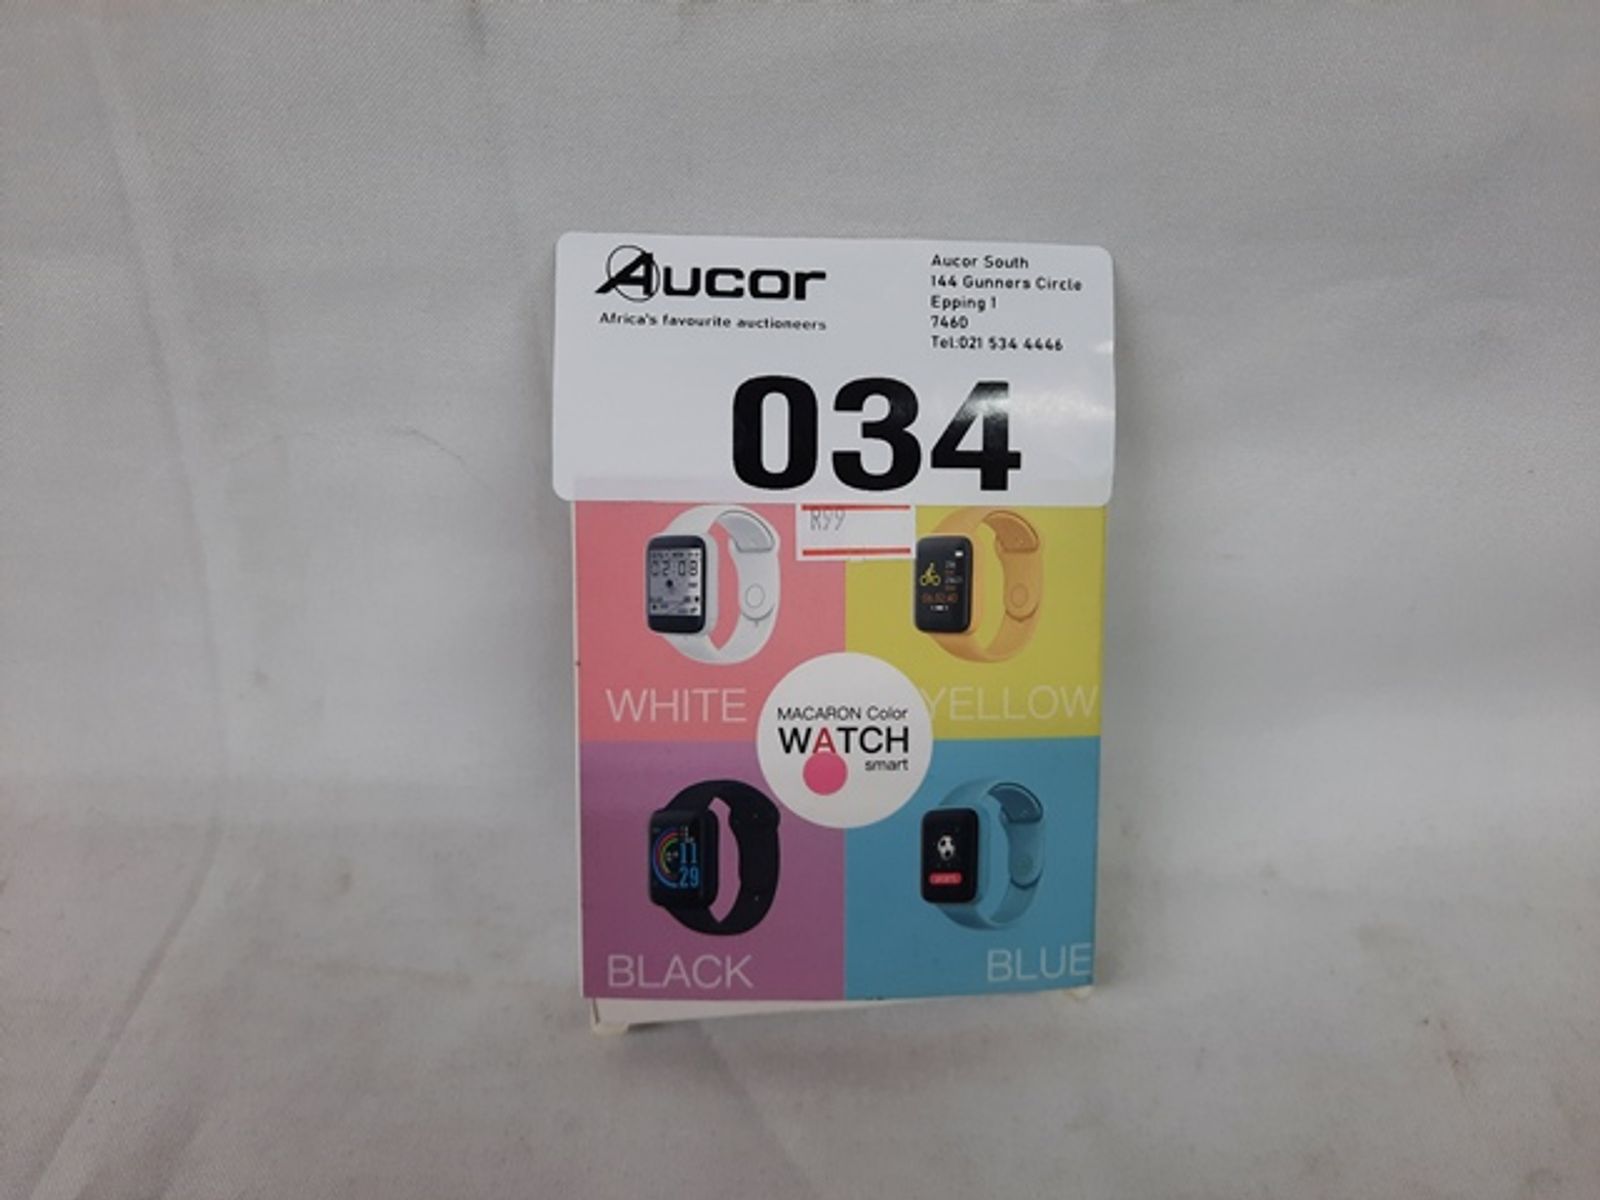 Aucor
Africa's favourite auctioneers
Aucor South
144 Gunners Circle
Epping 1
7460
Tel:021 534 4446
034
R99
02:08
WHITE
YELLOW
MACARON Color
WATCH
smart
11
29
BLACK
BLUE